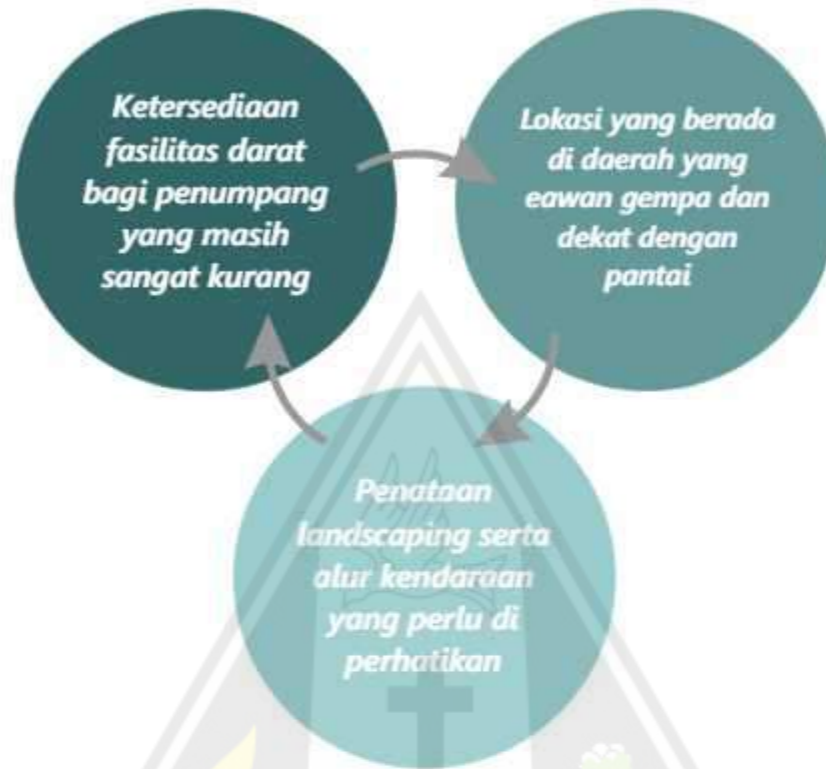 Ketersediaan
fasilitas darat
bagi penumpang
yang masih
sangat kurang
Lokasi yang berada
di daerah yang
eawan gempa dan
dekat dengan
pantai
Penataan
landscaping serta
alur kendaraan
yang perlu di
perhatikan